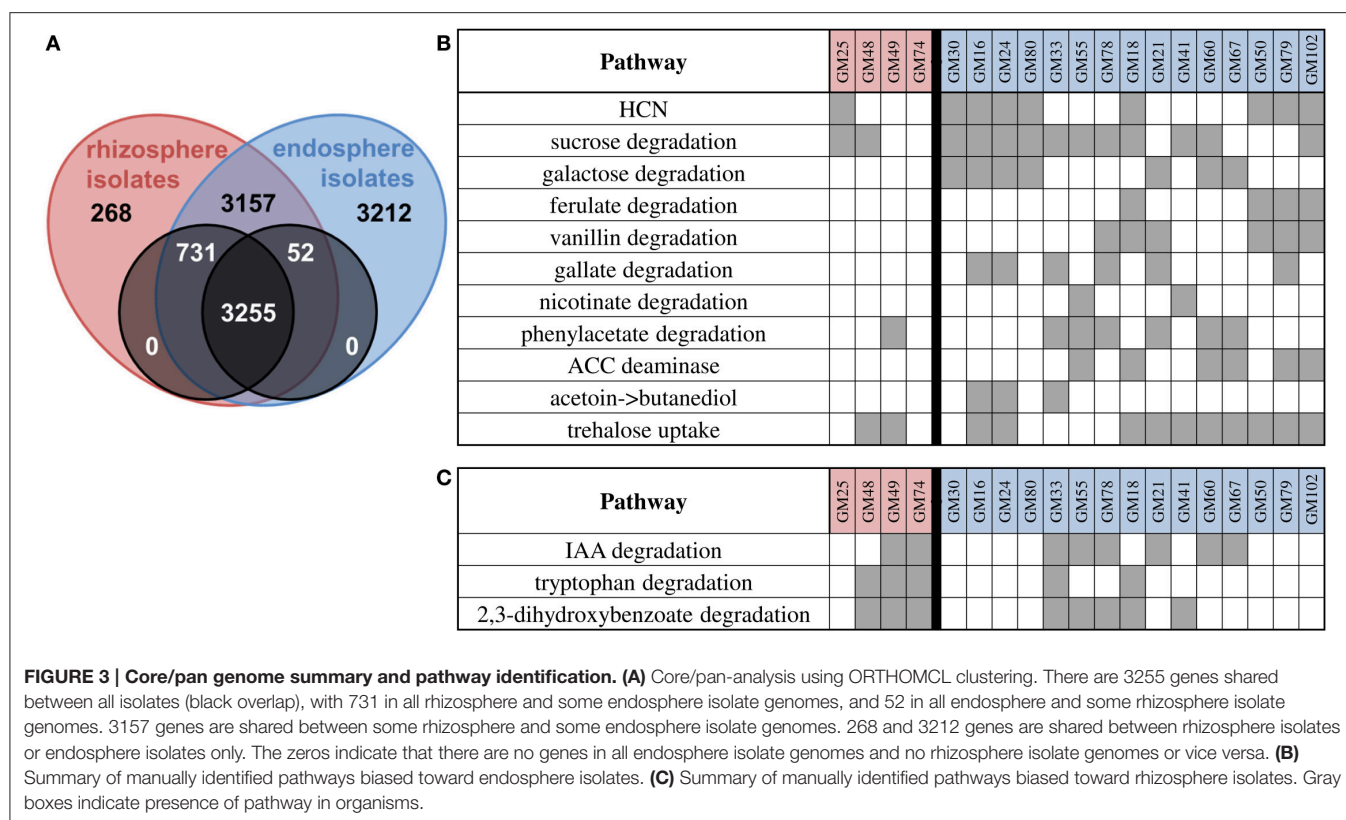 A
rhizosphere
isolates
268
endosphere
isolates
3212
3157
731
52
3255
0
0
B
Pathway GM25 GM48 GM49 GM74 GM30 GM16 GM24 GM80 GM33 GM55 GM78 GM18 GM21 GM41 GM60 GM67 GM50 GM79 GM102
HCN
sucrose degradation
galactose degradation
ferulate degradation
vanillin degradation
gallate degradation
nicotinate degradation
phenylacetate degradation
ACC deaminase
acetoin->butanediol
trehalose uptake
C
Pathway GM25 GM48 GM49 GM74 GM30 GM16 GM24 GM80 GM33 GM55 GM78 GM18 GM21 GM41 GM60 GM67 GM50 GM79 GM102
IAA degradation
tryptophan degradation
2,3-dihydroxybenzoate degradation
FIGURE 3 | Core/pan genome summary and pathway identification. (A) Core/pan-analysis using ORTHOMCL clustering. There are 3255 genes shared
between all isolates (black overlap), with 731 in all rhizosphere and some endosphere isolate genomes, and 52 in all endosphere and some rhizosphere isolate
genomes. 3157 genes are shared between some rhizosphere and some endosphere isolate genomes. 268 and 3212 genes are shared between rhizosphere isolates
or endosphere isolates only. The zeros indicate that there are no genes in all endosphere isolate genomes and no rhizosphere isolate genomes or vice versa. (B)
Summary of manually identified pathways biased toward endosphere isolates. (C) Summary of manually identified pathways biased toward rhizosphere isolates. Gray
boxes indicate presence of pathway in organisms.